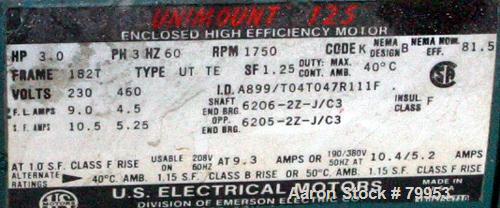 UNIMOUNT 125
ENCLOSED HIGH EFFICIENCY MOTOR
HP 3.0 PH 3 HZ 60 RPM 1750 CODE K NEMA DESIGN B NEMA NOM. EFF. 81.5
FRAME 182T TYPE UT TE SF 1.25 DUTY: MAX. CONT. AMB. 40°C
VOLTS 230 460 I.D. A899/T04T047R111F
F.L. AMPS 9.0 4.5 SHAFT END BRG. 6206-2Z-J/C3 INSUL. CLASS F
S.F. AMPS 10.5 5.25 OPP. END BRG. 6205-2Z-J/C3
AT 1.0 S.F. CLASS F RISE USABLE ON 208V 60HZ AT 9.3 AMPS OR 190/380V 50HZ AT 10.4/5.2 AMPS
ALTERNATE RATINGS 40°C AMB. 1.15 S.F. CLASS B RISE OR 50°C AMB. 1.15 S.F. CLASS F RISE
U.S. ELECTRICAL MOTORS MADE IN
DIVISION OF EMERSON
Aaron Stock # 79953